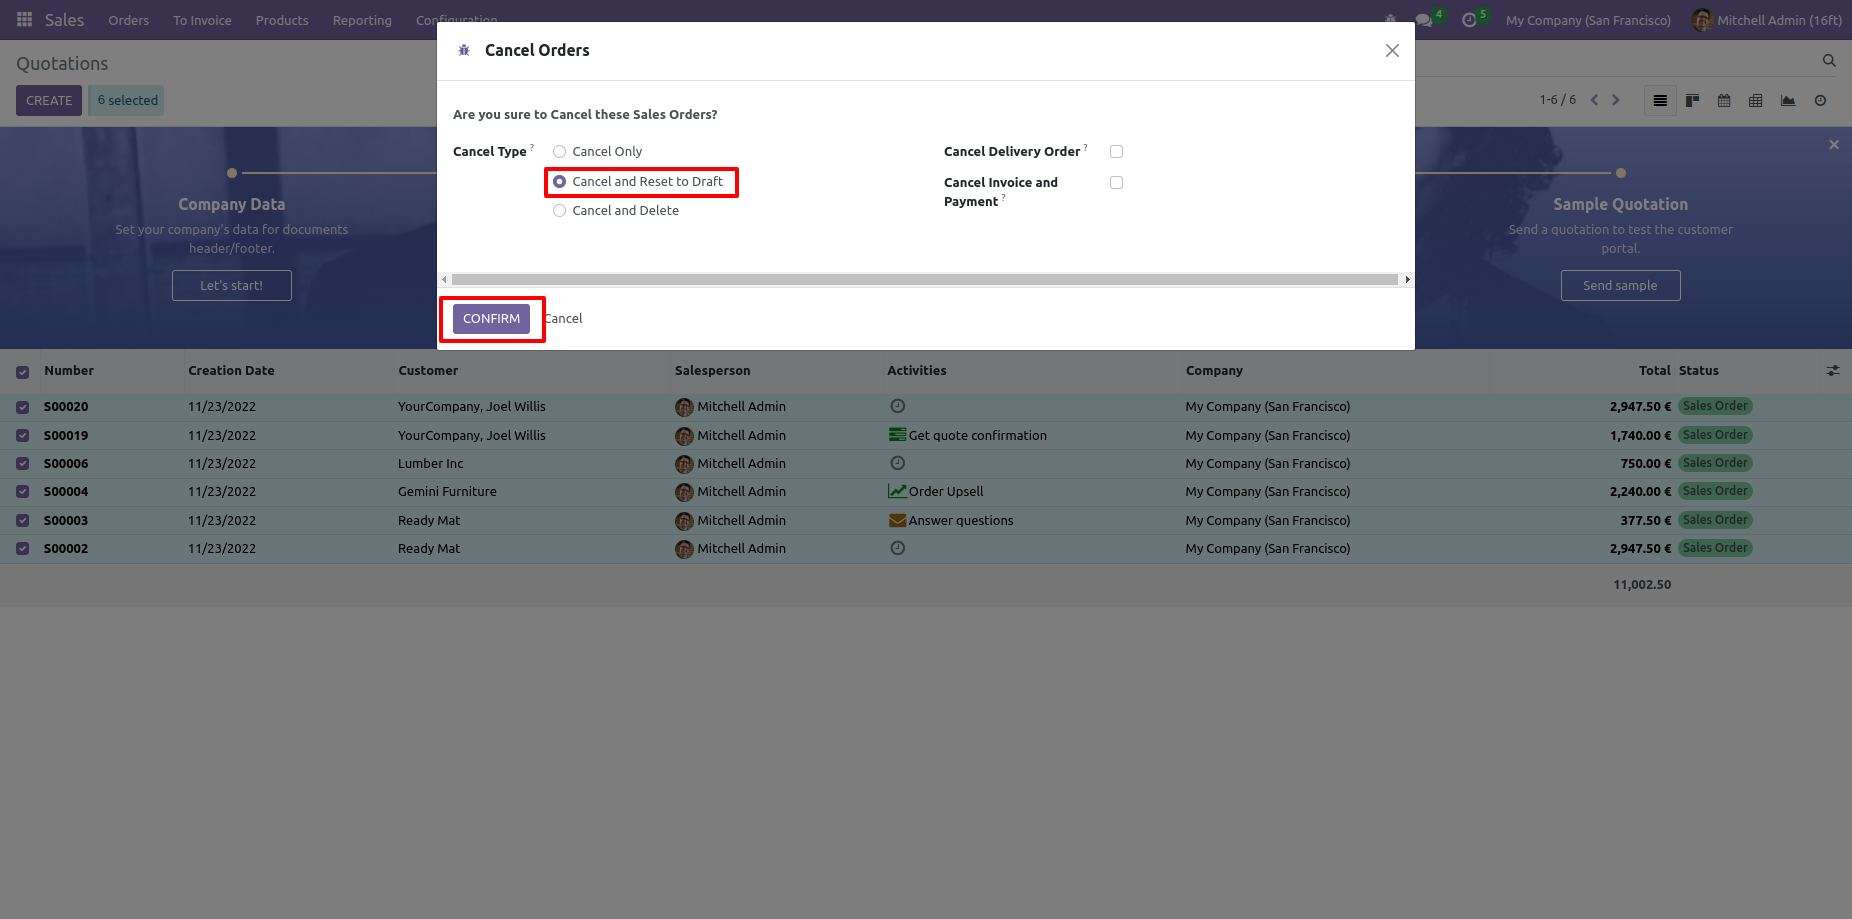 Sales Orders To Invoice Products Reporting Configuration 4 5 My Company (San Francisco) Mitchell Admin (16ft)
Quotations
CREATE 6 selected
1-6 / 6
Cancel Orders
Are you sure to Cancel these Sales Orders?
Cancel Type ? Cancel Only
Cancel and Reset to Draft
Cancel and Delete
Cancel Delivery Order ?
Cancel Invoice and
Payment ?
CONFIRM Cancel
Company Data
Set your company's data for documents
header/footer.
Let's start!
Sample Quotation
Send a quotation to test the customer
portal.
Send sample
Number Creation Date Customer Salesperson Activities Company Total Status
S00020 11/23/2022 YourCompany, Joel Willis Mitchell Admin My Company (San Francisco) 2,947.50 € Sales Order
S00019 11/23/2022 YourCompany, Joel Willis Mitchell Admin Get quote confirmation My Company (San Francisco) 1,740.00 € Sales Order
S00006 11/23/2022 Lumber Inc Mitchell Admin My Company (San Francisco) 750.00 € Sales Order
S00004 11/23/2022 Gemini Furniture Mitchell Admin Order Upsell My Company (San Francisco) 2,240.00 € Sales Order
S00003 11/23/2022 Ready Mat Mitchell Admin Answer questions My Company (San Francisco) 377.50 € Sales Order
S00002 11/23/2022 Ready Mat Mitchell Admin My Company (San Francisco) 2,947.50 € Sales Order
11,002.50